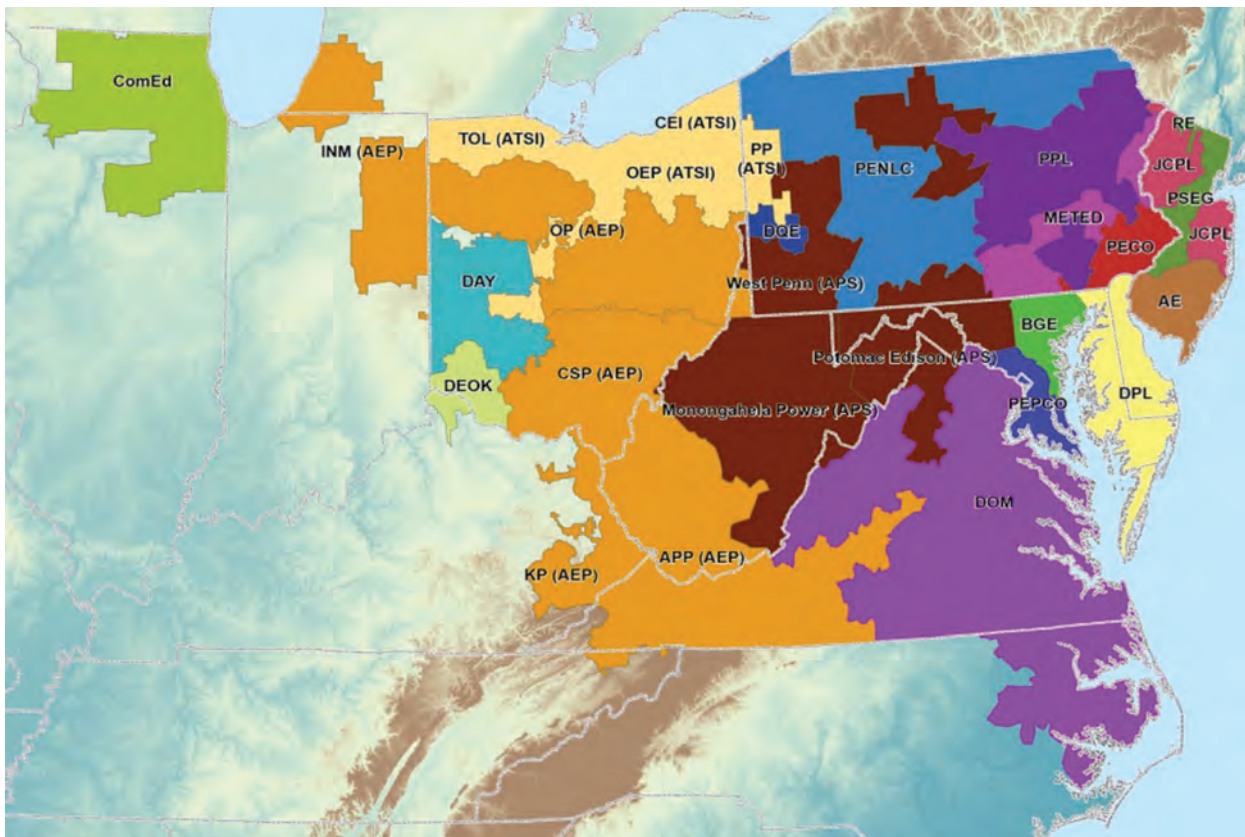 ComEd
RE
CEI (ATSI)
TOL (ATSI)
PP
(ATSI)
INM (AEP)
PPL
JCPL
PENLC
OEP (ATSI)
PSEG
METED
DQE
OP (AEP)
JCPL
PECO
DAY
West Penn (APS)
AE
BGE
Potomac Edison (APS)
CSP (AEP)
DEOK
DPL
PEPCO
Monongahela Power (APS)
DOM
APP (AEP)
KP (AEP)